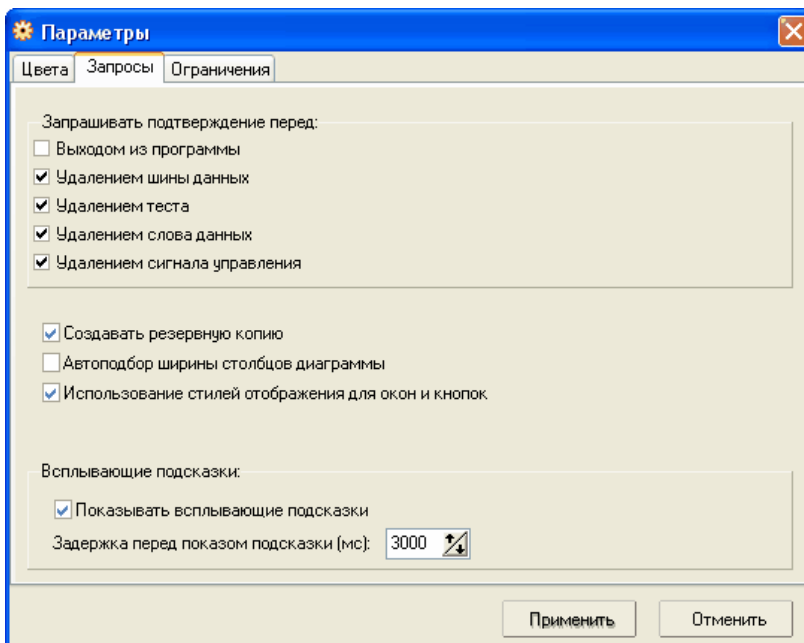 Параметры
Цвета Запросы Ограничения
Запрашивать подтверждение перед:
Выходом из программы
Удалением шины данных
Удалением теста
Удалением слова данных
Удалением сигнала управления
Создавать резервную копию
Автоподбор ширины столбцов диаграммы
Использование стилей отображения для окон и кнопок
Всплывающие подсказки:
Показывать всплывающие подсказки
Задержка перед показом подсказки (мс): 3000
Применить Отменить